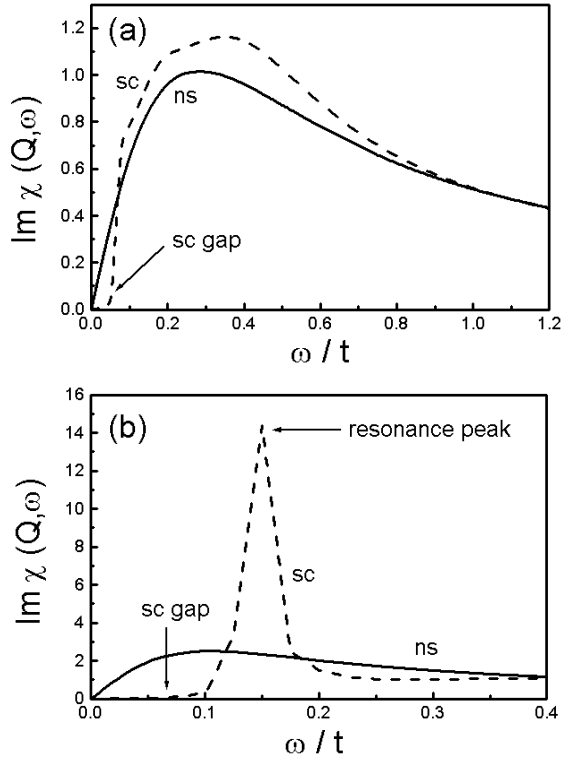 (a)
Im χ (Q,ω)
1.2
1.0
0.8
0.6
0.4
0.2
0.0
sc
ns
sc gap
0.0 0.2 0.4 0.6 0.8 1.0 1.2
ω / t
(b)
Im χ (Q,ω)
16
14
12
10
8
6
4
2
0
resonance peak
sc gap
sc
ns
0.0 0.1 0.2 0.3 0.4
ω / t